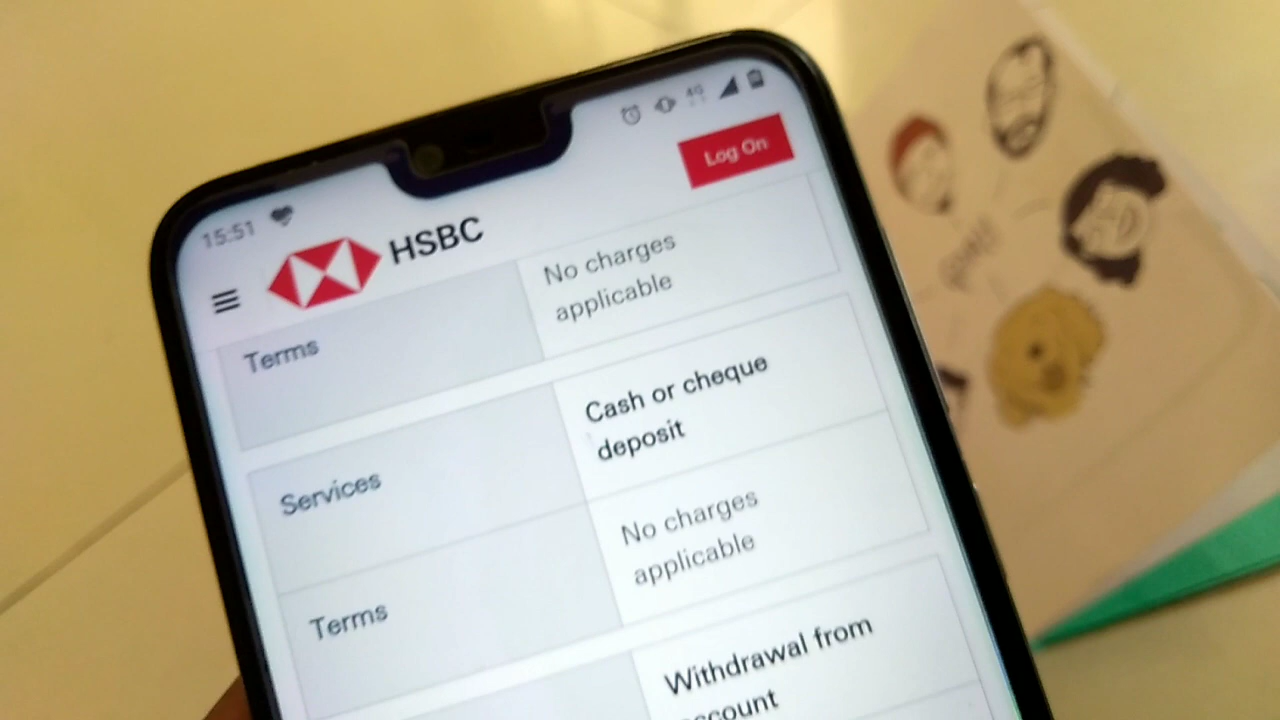 15:51
4G
Log On
HSBC
Terms
No charges
applicable
Services
Cash or cheque
deposit
Terms
No charges
applicable
Withdrawal from